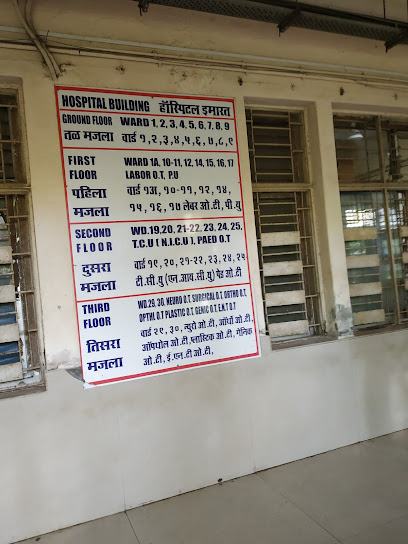 HOSPITAL BUILDING हॉस्पिटल इमारत
GROUND FLOOR WARD 1, 2, 3, 4, 5, 6, 7, 8, 9
तळ मजला वार्ड १, २, ३, ४, ५, ६, ७, ८, ९
FIRST WARD 1A, 10-11, 12, 14, 15, 16, 17
FLOOR LABOR O.T, P.U
पहिला वार्ड १अ, १०-११, १२, १४,
मजला १५, १६, १७ लेबर ओ.टी, पी.यु
SECOND WD.19.20, 21-22, 23, 24, 25,
FLOOR T.C.U ( N.I.C.U ), PAED O.T
दुसरा वार्ड १९, २०, २१-२२, २३, २४, २५
मजला टी.सी.यु (एन.आय.सी.यु) पेड ओ.टी
THIRD WD.29, 30, NEURO O.T. SURGICAL O.T. ORTHO O.T.
FLOOR OPTHL O.T PLASTIC O.T. GENIC O.T. E.N.T O.T
तिसरा वार्ड २९, ३०, न्युरो ओ.टी, ऑर्थो ओ.टी,
मजला ऑपथोल ओ.टी, प्लास्टिक ओ.टी, गेनिक
ओ.टी, ई.एन.टी ओ.टी,